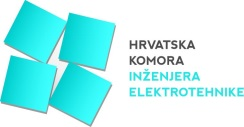 HRVATSKA
KOMORA
INŽENJERA
ELEKTROTEHNIKE